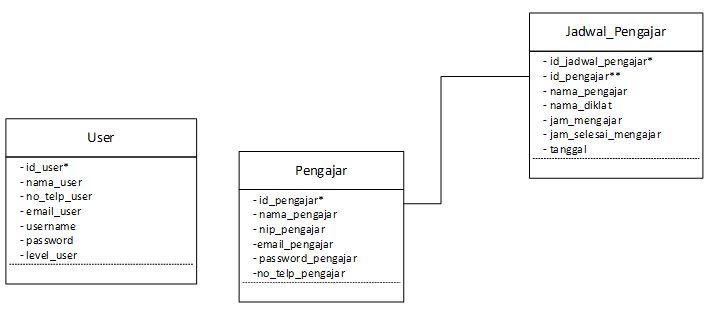 User
- id_user*
- nama_user
- no_telp_user
- email_user
- username
- password
- level_user
Pengajar
- id_pengajar*
- nama_pengajar
- nip_pengajar
-email_pengajar
- password_pengajar
-no_telp_pengajar
Jadwal_Pengajar
- id_jadwal_pengajar*
- id_pengajar**
- nama_pengajar
- nama_diklat
- jam_mengajar
- jam_selesai_mengajar
- tanggal